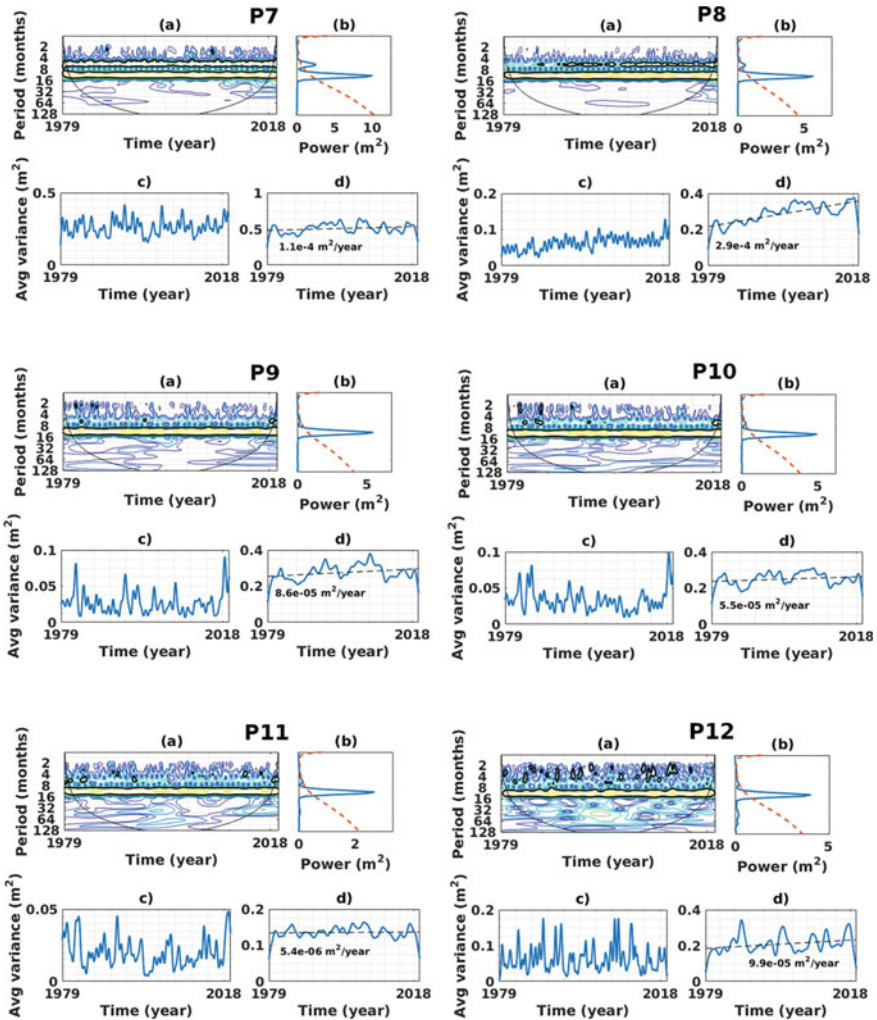 P7
(a) (b)
Period (months)
2
4
8
16
32
64
128
1979 2018
Time (year)
0 5 10
Power (m²)
c) d)
Avg variance (m²)
0.5
0
1
0.5
0
1.1e-4 m²/year
1979 2018 1979 2018
Time (year) Time (year)
P8
(a) (b)
Period (months)
2
4
8
16
32
64
128
1979 2018
Time (year)
0 5
Power (m²)
c) d)
Avg variance (m²)
0.2
0.1
0
0.4
0.2
0
2.9e-4 m²/year
1979 2018 1979 2018
Time (year) Time (year)
P9
(a) (b)
Period (months)
2
4
8
16
32
64
128
1979 2018
Time (year)
0 2 4
Power (m²)
c) d)
Avg variance (m²)
0.1
0.05
0
0.4
0.2
0
8.6e-05 m²/year
1979 2018 1979 2018
Time (year) Time (year)
P10
(a) (b)
Period (months)
2
4
8
16
32
64
128
1979 2018
Time (year)
0 5
Power (m²)
c) d)
Avg variance (m²)
0.1
0.05
0
0.4
0.2
0
5.5e-05 m²/year
1979 2018 1979 2018
Time (year) Time (year)
P11
(a) (b)
Period (months)
2
4
8
16
32
64
128
1979 2018
Time (year)
0 2
Power (m²)
c) d)
Avg variance (m²)
0.05
0
0.2
0.1
0
5.4e-06 m²/year
1979 2018 1979 2018
Time (year) Time (year)
P12
(a) (b)
Period (months)
2
4
8
16
32
64
128
1979 2018
Time (year)
0 5
Power (m²)
c) d)
Avg variance (m²)
0.2
0.1
0
0.4
0.2
0
9.9e-05 m²/year
1979 2018 1979 2018
Time (year) Time (year)